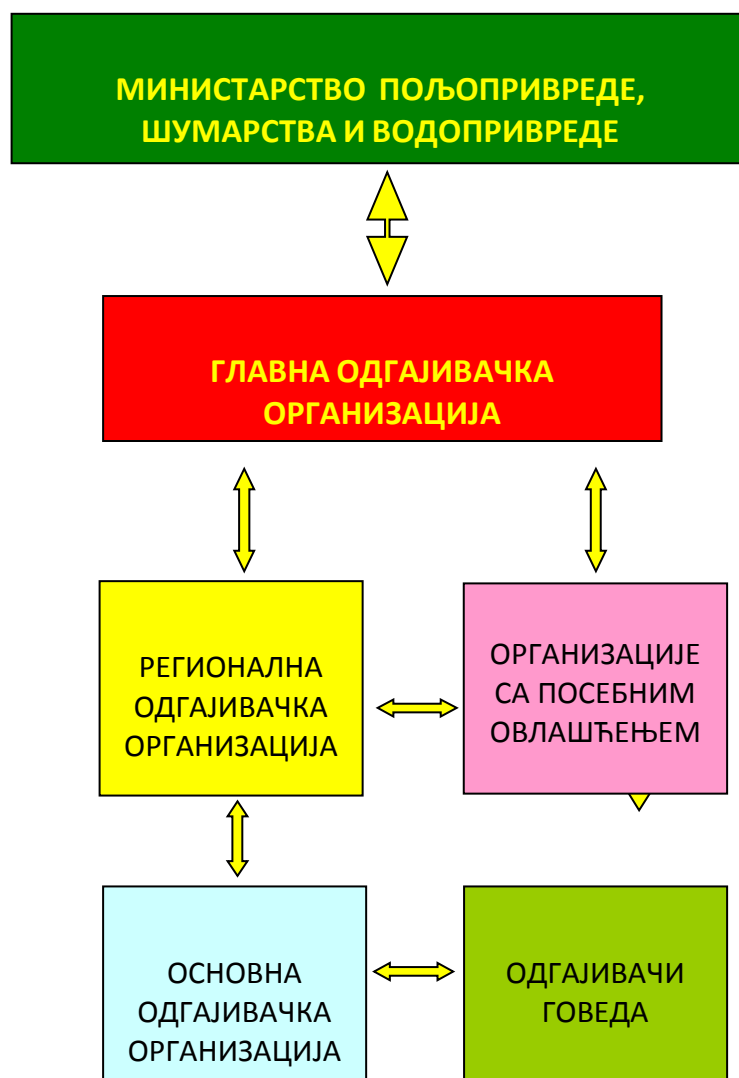 МИНИСТАРСТВО ПОЉОПРИВРЕДЕ,
ШУМАРСТВА И ВОДОПРИВРЕДЕ
ГЛАВНА ОДГАЈИВАЧКА
ОРГАНИЗАЦИЈА
РЕГИОНАЛНА
ОДГАЈИВАЧКА
ОРГАНИЗАЦИЈА
ОРГАНИЗАЦИЈЕ
СА ПОСЕБНИМ
ОВЛАШЋЕЊЕМ
ОСНОВНА
ОДГАЈИВАЧКА
ОРГАНИЗАЦИЈА
ОДГАЈИВАЧИ
ГОВЕДА